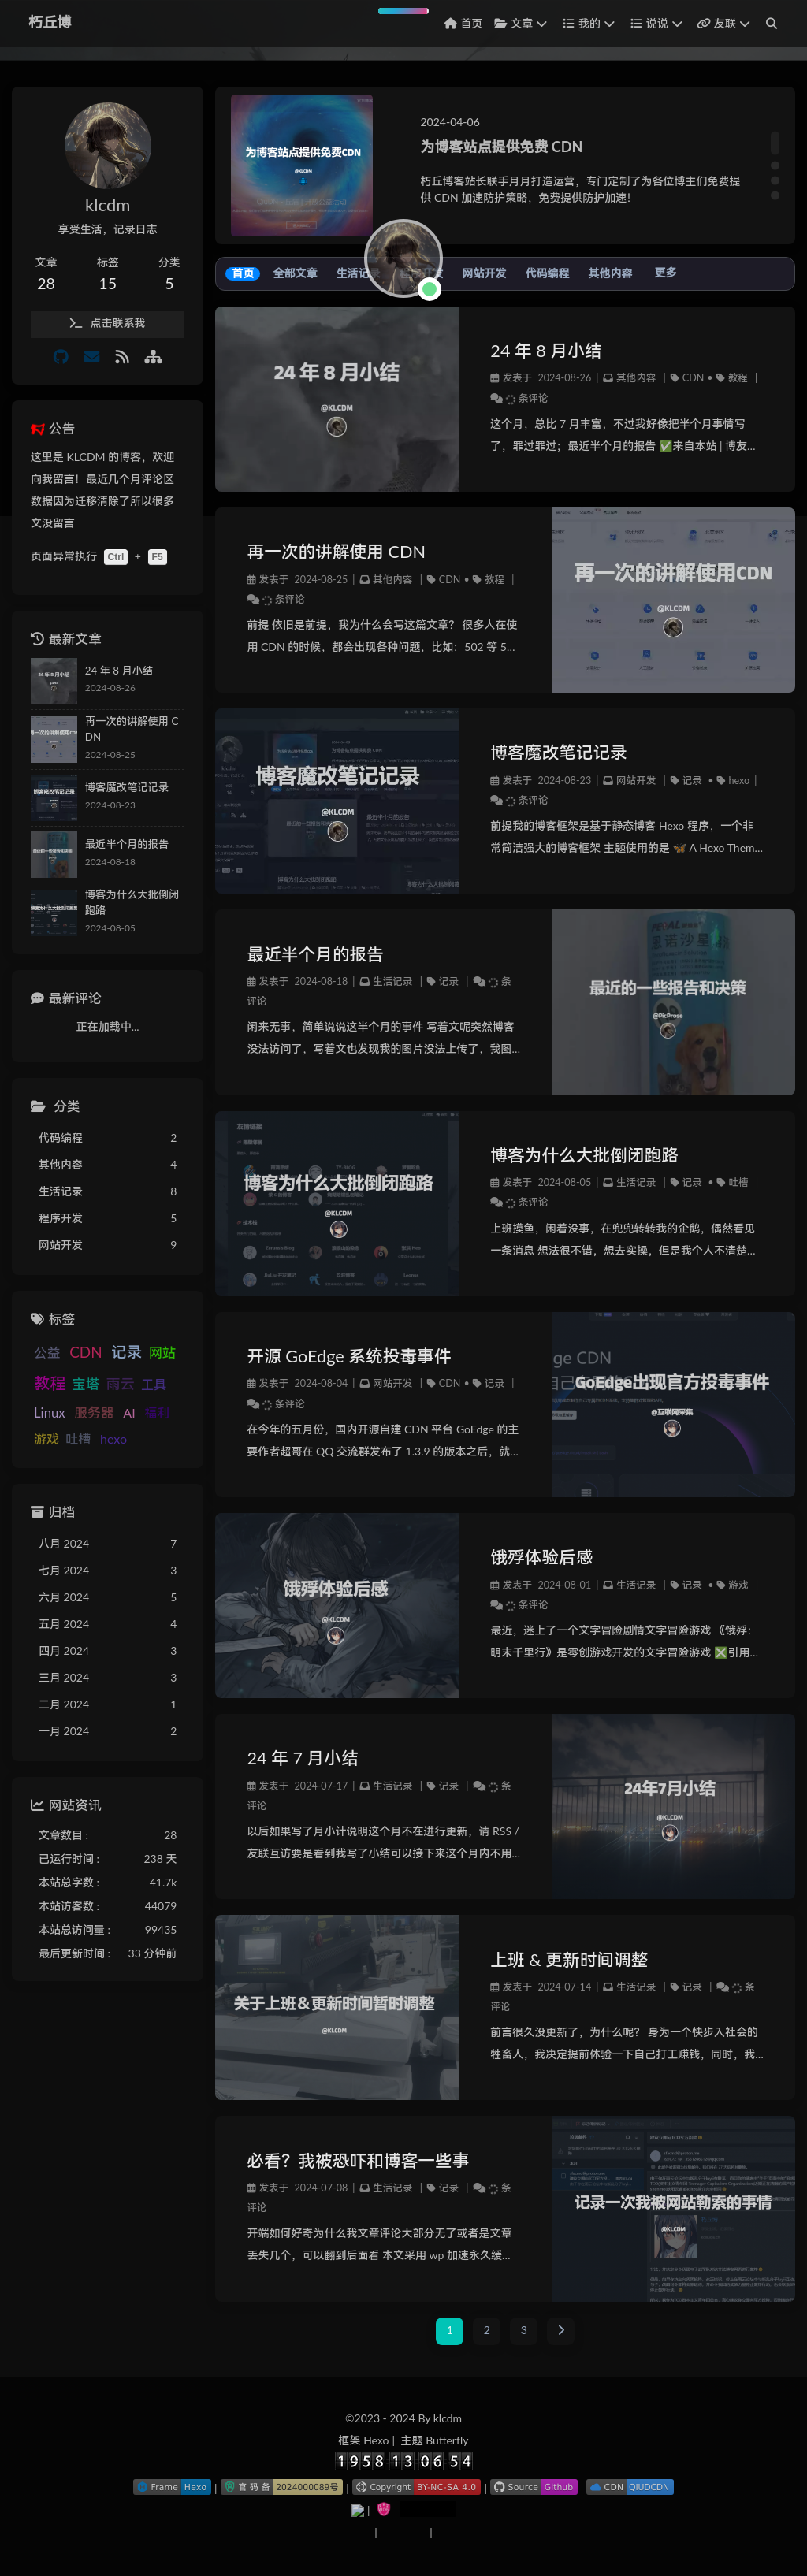 朽丘博
首页 文章 我的 说说 友联
klcdm
享受生活，记录日志
文章 标签 分类
28 15 5
点击联系我
公告
这里是 KLCDM 的博客，欢迎
向我留言！最近几个月评论区
数据因为迁移清除了所以很多
文没留言
页面异常执行 Ctrl + F5
最新文章
24 年 8 月小结
2024-08-26
再一次的讲解使用 C
DN
2024-08-25
博客魔改笔记记录
2024-08-23
最近半个月的报告
2024-08-18
博客为什么大批倒闭
跑路
2024-08-05
最新评论
正在加载中...
分类
代码编程 2
其他内容 4
生活记录 8
程序开发 5
网站开发 9
标签
公益 CDN 记录 网站
教程 宝塔 雨云 工具
Linux 服务器 AI 福利
游戏 吐槽 hexo
归档
八月 2024 7
七月 2024 3
六月 2024 5
五月 2024 4
四月 2024 3
三月 2024 3
二月 2024 1
一月 2024 2
网站资讯
文章数目 : 28
已运行时间 : 238 天
本站总字数 : 41.7k
本站访客数 : 44079
本站总访问量 : 99435
最后更新时间 : 33 分钟前
为博客站点提供免费CDN
@KLCDM
2024-04-06
为博客站点提供免费 CDN
朽丘博客站长联手月月打造运营，专门定制了为各位博主们免费提
供 CDN 加速防护策略，免费提供防护加速！
首页 全部文章 生活记录 发 网站开发 代码编程 其他内容 更多
24 年 8 月小结
@KLCDM
24 年 8 月小结
发表于 2024-08-26 | 其他内容 | CDN • 教程 |
条评论
这个月，总比 7 月丰富，不过我好像把半个月事情写
了，罪过罪过；最近半个月的报告 ✅来自本站 | 博友...
再一次的讲解使用 CDN
发表于 2024-08-25 | 其他内容 | CDN • 教程 |
条评论
前提 依旧是前提，我为什么会写这篇文章？ 很多人在使
用 CDN 的时候，都会出现各种问题，比如：502 等 5...
再一次的讲解使用CDN
@KLCDM
博客魔改笔记记录
@KLCDM
博客魔改笔记记录
发表于 2024-08-23 | 网站开发 | 记录 • hexo |
条评论
前提我的博客框架是基于静态博客 Hexo 程序，一个非
常简洁强大的博客框架 主题使用的是 🦋 A Hexo Them...
最近半个月的报告
发表于 2024-08-18 | 生活记录 | 记录 | 条
评论
闲来无事，简单说说这半个月的事件 写着文呢突然博客
没法访问了，写着文也发现我的图片没法上传了，我图...
最近的一些报告和决策
@PicProse
博客为什么大批倒闭跑路
@KLCDM
博客为什么大批倒闭跑路
发表于 2024-08-05 | 生活记录 | 记录 • 吐槽 |
条评论
上班摸鱼，闲着没事，在兜兜转转我的企鹅，偶然看见
一条消息 想法很不错，想去实操，但是我个人不清楚...
开源 GoEdge 系统投毒事件
发表于 2024-08-04 | 网站开发 | CDN • 记录 |
条评论
在今年的五月份，国内开源自建 CDN 平台 GoEdge 的主
要作者超哥在 QQ 交流群发布了 1.3.9 的版本之后，就...
GoEdge出现官方投毒事件
@互联网采集
饿殍体验后感
@KLCDM
饿殍体验后感
发表于 2024-08-01 | 生活记录 | 记录 • 游戏 |
条评论
最近，迷上了一个文字冒险剧情文字冒险游戏 《饿殍：
明末千里行》是零创游戏开发的文字冒险游戏 ❎引用...
24 年 7 月小结
发表于 2024-07-17 | 生活记录 | 记录 | 条
评论
以后如果写了月小计说明这个月不在进行更新，请 RSS /
友联互访要是看到我写了小结可以接下来这个月内不用...
24年7月小结
@KLCDM
关于上班&更新时间暂时调整
@KLCDM
上班 & 更新时间调整
发表于 2024-07-14 | 生活记录 | 记录 | 条
评论
前言很久没更新了，为什么呢？ 身为一个快步入社会的
牲畜人，我决定提前体验一下自己打工赚钱，同时，我...
必看？我被恐吓和博客一些事
发表于 2024-07-08 | 生活记录 | 记录 | 条
评论
开端如何好奇为什么我文章评论大部分无了或者是文章
丢失几个，可以翻到后面看 本文采用 wp 加速永久缓...
记录一次我被网站勒索的事情
@KLCDM
1 2 3
©2023 - 2024 By klcdm
框架 Hexo | 主题 Butterfly
1958 13 06 54
Frame Hexo | 官 码 备 2024000089号 | Copyright BY-NC-SA 4.0 | Source Github | CDN QIUDCDN
| |
|——————|